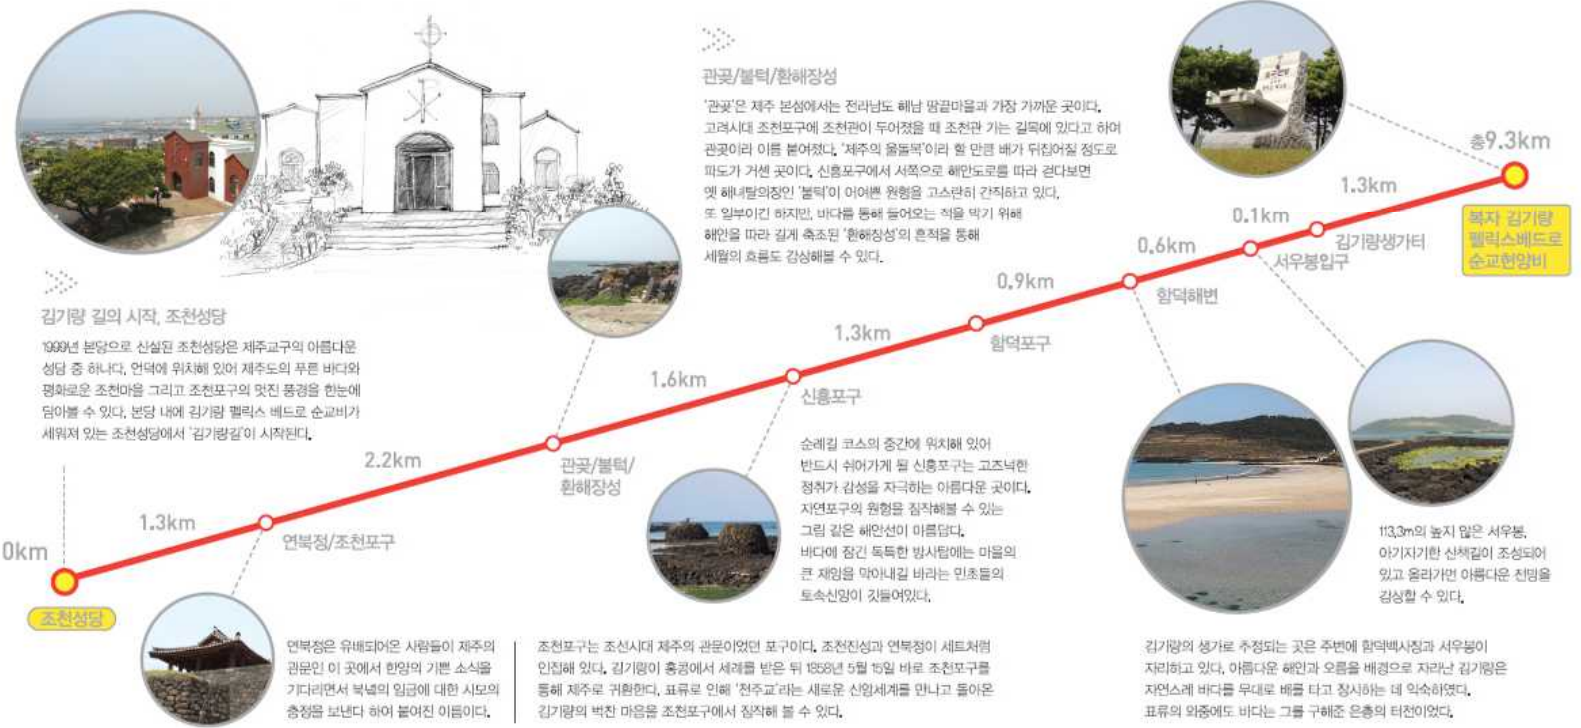 관곶/불턱/환해장성
'관곶'은 제주 본섬에서는 전라남도 해남 땅끝마을과 가장 가까운 곳이다.
고려시대 조천포구에 조천관이 두어졌을 때 조천관 가는 길목에 있다고 하여
관곶이라 이름 붙여졌다. '제주의 울돌목'이라 할 만큼 배가 뒤집어질 정도로
파도가 거센 곳이다. 신흥포구에서 서쪽으로 해안도로를 따라 걷다보면
옛 해녀탈의장인 '불턱'이 어여쁜 원형을 고스란히 간직하고 있다.
또 일부이긴 하지만, 바다를 통해 들어오는 적을 막기 위해
해안을 따라 길게 축조된 '환해장성'의 흔적을 통해
세월의 흐름도 감상해볼 수 있다.
김기량 길의 시작, 조천성당
1999년 본당으로 신설된 조천성당은 제주교구의 아름다운
성당 중 하나다. 언덕에 위치해 있어 제주도의 푸른 바다와
평화로운 조천마을 그리고 조천포구의 멋진 풍경을 한눈에
담아볼 수 있다. 본당 내에 김기량 펠릭스 베드로 순교비가
세워져 있는 조천성당에서 '김기량길'이 시작된다.
0km
조천성당
1.3km
연북정/조천포구
2.2km
관곶/불턱/
환해장성
1.6km
신흥포구
1.3km
함덕포구
0.9km
함덕해변
0.6km
서우봉입구
0.1km
김기량생가터
1.3km
총9.3km
복자 김기량
펠릭스베드로
순교현양비
순례길 코스의 중간에 위치해 있어
반드시 쉬어가게 될 신흥포구는 고즈넉한
정취가 감성을 자극하는 아름다운 곳이다.
자연포구의 원형을 짐작해볼 수 있는
그림 같은 해안선이 아름답다.
바다에 잠긴 독특한 방사탑에는 마을의
큰 재앙을 막아내길 바라는 민초들의
토속신앙이 깃들여있다.
113.3m의 높지 않은 서우봉.
아기자기한 산책길이 조성되어
있고 올라가면 아름다운 전망을
감상할 수 있다.
연북정은 유배되어온 사람들이 제주의
관문인 이 곳에서 한양의 기쁜 소식을
기다리면서 북녘의 임금에 대한 사모의
충정을 보낸다 하여 붙여진 이름이다.
조천포구는 조선시대 제주의 관문이었던 포구이다. 조천진성과 연북정이 세트처럼
인접해 있다. 김기량이 홍콩에서 세례를 받은 뒤 1858년 5월 15일 바로 조천포구를
통해 제주로 귀환한다. 표류로 인해 '천주교'라는 새로운 신앙세계를 만나고 돌아온
김기량의 벅찬 마음을 조천포구에서 짐작해 볼 수 있다.
김기량의 생가로 추정되는 곳은 주변에 함덕백사장과 서우봉이
자리하고 있다. 아름다운 해안과 오름을 배경으로 자라난 김기량은
자연스레 바다를 무대로 배를 타고 장사하는 데 익숙하였다.
표류의 와중에도 바다는 그를 구해준 은총의 터전이었다.